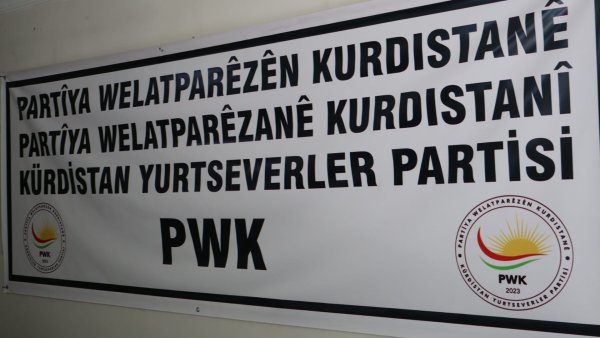 PARTÎYA WELATPARÊZÊN KURDISTANÊ
PARTÎYA WELATPARÊZANÊ KURDISTANÎ
KÜRDİSTAN YURTSEVERLER PARTİSİ
PWK
PARTÎYA WELATPARÊZÊN KURDISTANÊ
PWK
2023
KÜRDİSTAN YURTSEVERLER PARTİSİ
PWK